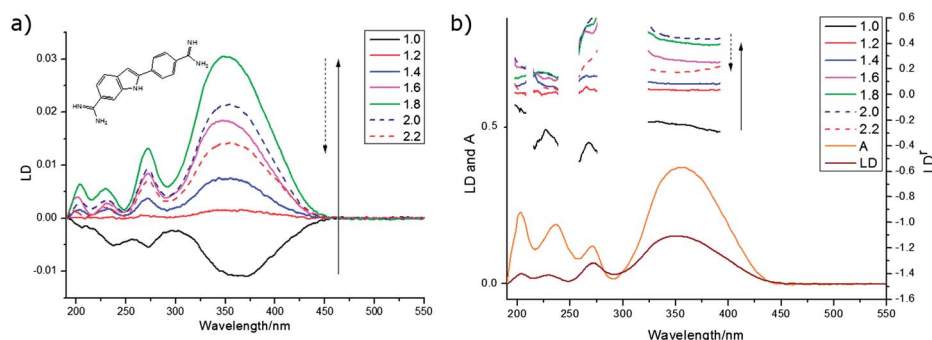 a)
NH
NH₂
HN
NH
NH₂
1.0
1.2
1.4
1.6
1.8
2.0
2.2
0.03
0.02
0.01
0.00
-0.01
LD
200 250 300 350 400 450 500 550
Wavelength/nm
b)
1.0
1.2
1.4
1.6
1.8
2.0
2.2
A
LD
0.5
0.0
LD and A
0.6
0.4
0.2
0.0
-0.2
-0.4
-0.6
-0.8
-1.0
-1.2
-1.4
-1.6
LDʳ
200 250 300 350 400 450 500 550
Wavelength/nm